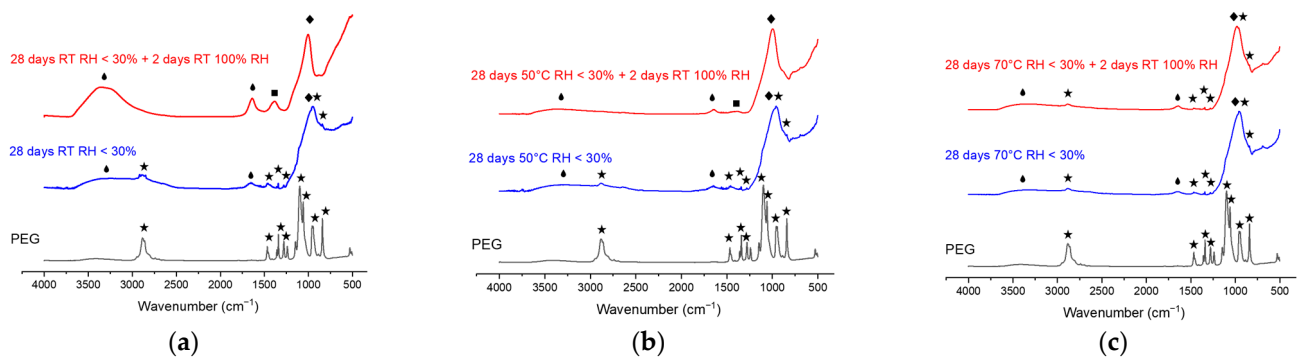 28 days RT RH < 30% + 2 days RT 100% RH
28 days RT RH < 30%
PEG
4000 3500 3000 2500 2000 1500 1000 500
Wavenumber (cm⁻¹)
(a)
28 days 50°C RH < 30% + 2 days RT 100% RH
28 days 50°C RH < 30%
PEG
4000 3500 3000 2500 2000 1500 1000 500
Wavenumber (cm⁻¹)
(b)
28 days 70°C RH < 30% + 2 days RT 100% RH
28 days 70°C RH < 30%
PEG
4000 3500 3000 2500 2000 1500 1000 500
Wavenumber (cm⁻¹)
(c)